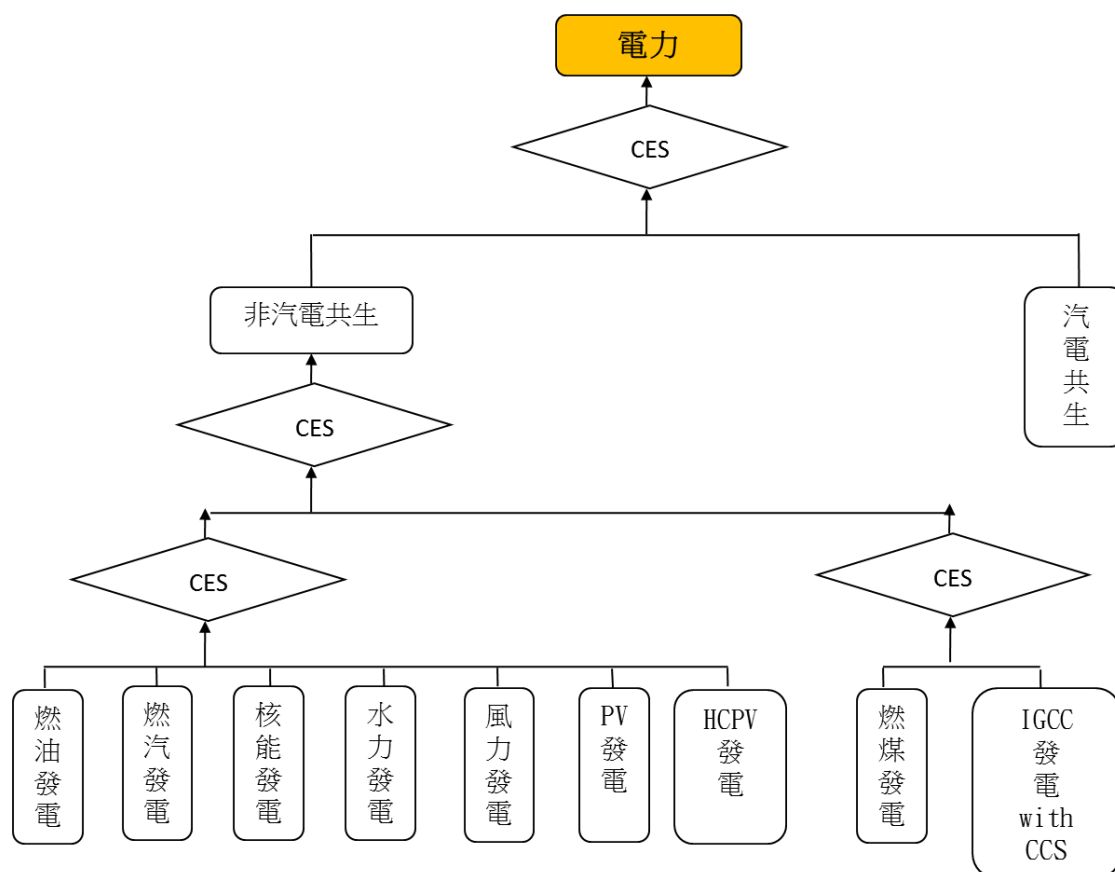 電力
CES
非汽電共生
汽電共生
CES
CES
CES
燃油發電
燃汽發電
核能發電
水力發電
風力發電
PV
發電
HCPV
發電
燃煤發電
IGCC
發電
with
CCS